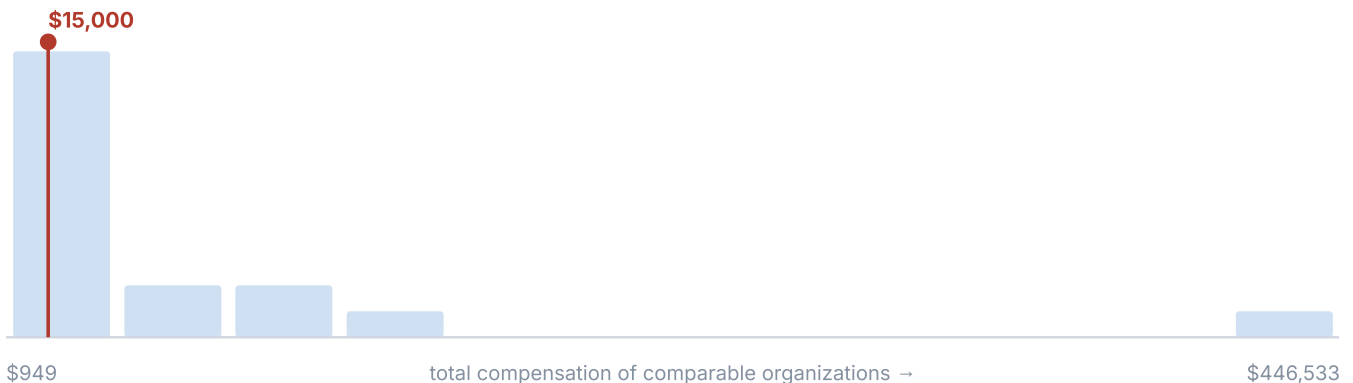 $15,000
$949
total compensation of comparable organizations →
$446,533